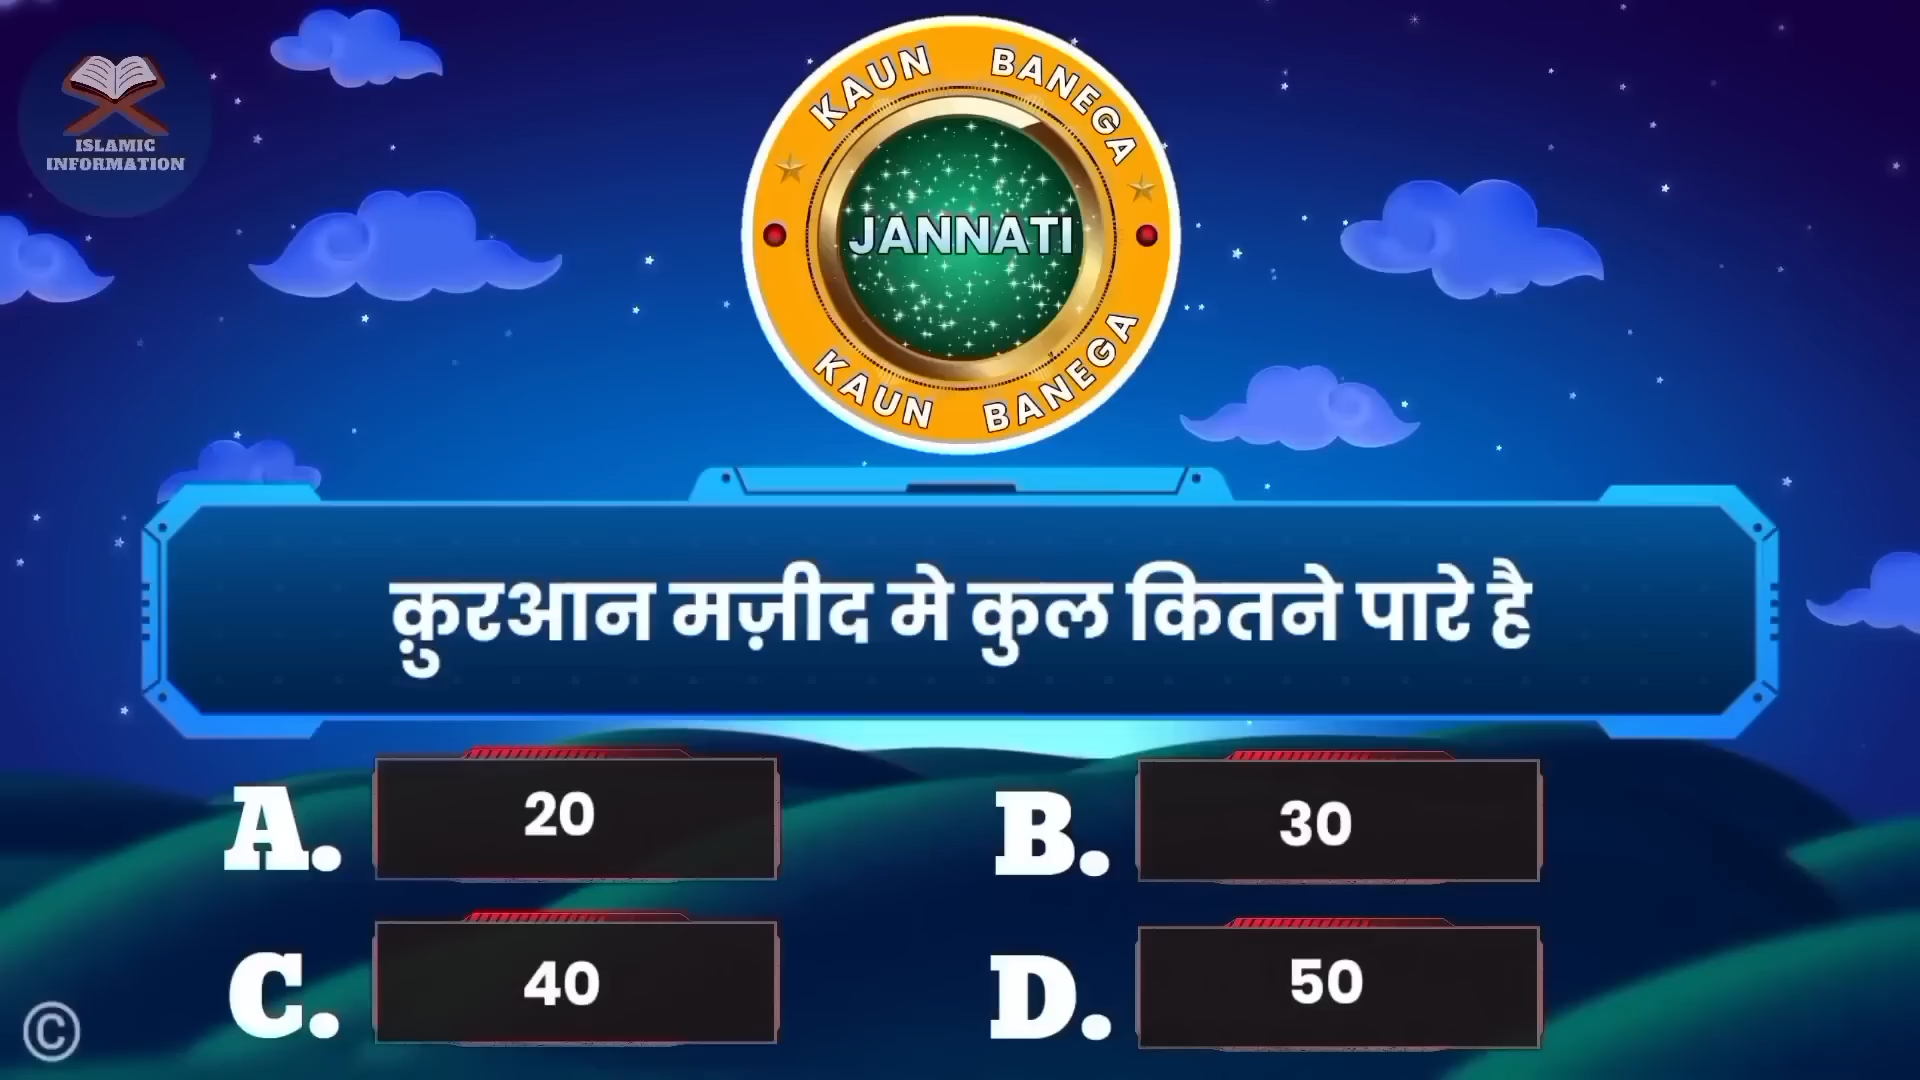 ISLAMIC
INFORMATION
KAUN BANEGA
JANNATI
KAUN BANEGA
क़ुरआन मज़ीद मे कुल कितने पारे है
A. 20
B. 30
C. 40
D. 50
©